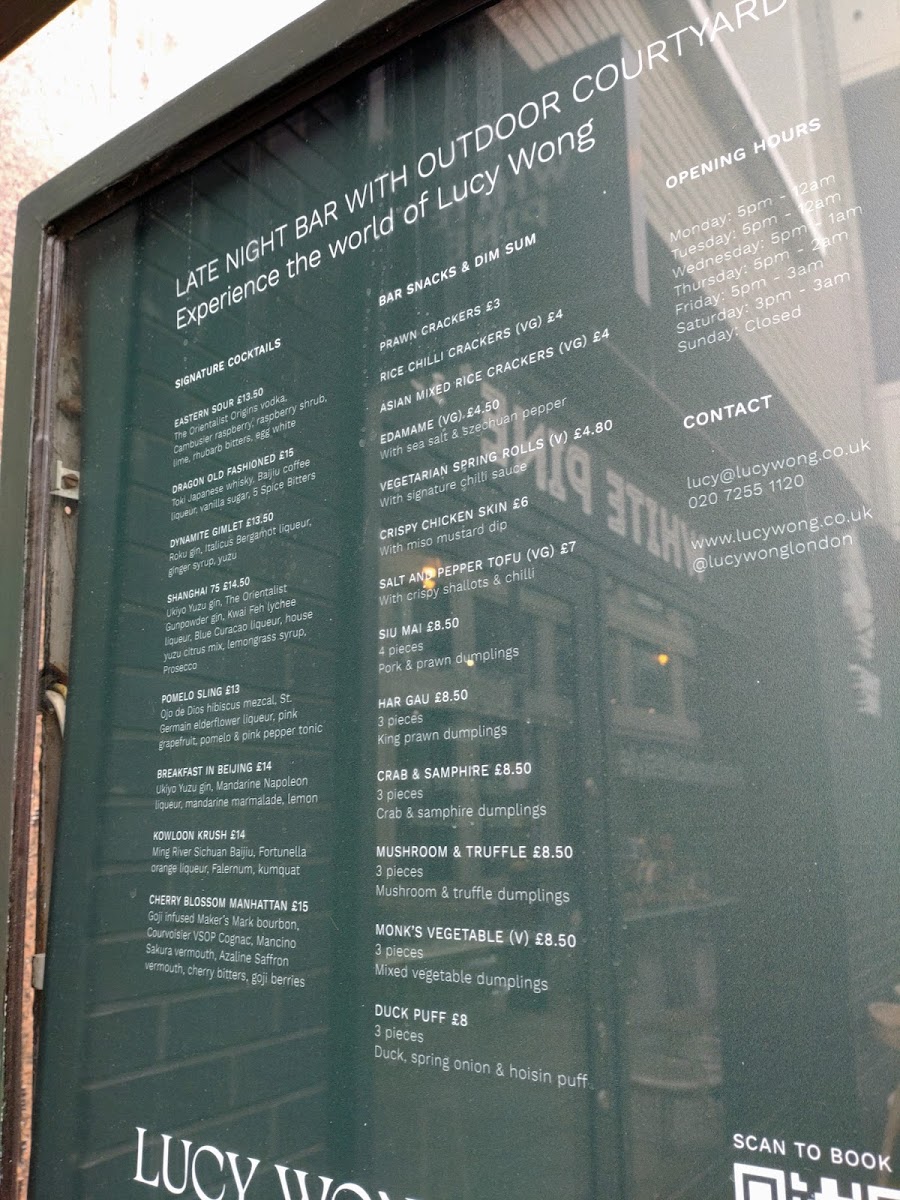 LATE NIGHT BAR WITH OUTDOOR COURTYARD
Experience the world of Lucy Wong
SIGNATURE COCKTAILS
EASTERN SOUR £13.50
The Orientalist Origins vodka,
Cambusier raspberry, raspberry shrub,
lime, rhubarb bitters, egg white
DRAGON OLD FASHIONED £15
Toki Japanese whisky, Baijiu coffee
liqueur, vanilla sugar, 5 Spice Bitters
DYNAMITE GIMLET £13.50
Roku gin, Italicus Bergamot liqueur,
ginger syrup, yuzu
SHANGHAI 75 £14.50
Ukiyo Yuzu gin, The Orientalist
Gunpowder gin, Kwai Feh lychee
liqueur, Blue Curacao liqueur, house
yuzu citrus mix, lemongrass syrup,
Prosecco
POMELO SLING £13
Ojo de Dios hibiscus mezcal, St.
Germain elderflower liqueur, pink
grapefruit, pomelo & pink pepper tonic
BREAKFAST IN BEIJING £14
Ukiyo Yuzu gin, Mandarine Napoleon
liqueur, mandarine marmalade, lemon
KOWLOON KRUSH £14
Ming River Sichuan Baijiu, Fortunella
orange liqueur, Falernum, kumquat
CHERRY BLOSSOM MANHATTAN £15
Goji infused Maker's Mark bourbon,
Courvoisier VSOP Cognac, Mancino
Sakura vermouth, Azaline Saffron
vermouth, cherry bitters, goji berries
BAR SNACKS & DIM SUM
PRAWN CRACKERS £3
RICE CHILLI CRACKERS (VG) £4
ASIAN MIXED RICE CRACKERS (VG) £4
EDAMAME (VG) £4.50
With sea salt & szechuan pepper
VEGETARIAN SPRING ROLLS (V) £4.80
With signature chilli sauce
CRISPY CHICKEN SKIN £6
With miso mustard dip
SALT AND PEPPER TOFU (VG) £7
With crispy shallots & chilli
SIU MAI £8.50
4 pieces
Pork & prawn dumplings
HAR GAU £8.50
3 pieces
King prawn dumplings
CRAB & SAMPHIRE £8.50
3 pieces
Crab & samphire dumplings
MUSHROOM & TRUFFLE £8.50
3 pieces
Mushroom & truffle dumplings
MONK'S VEGETABLE (V) £8.50
3 pieces
Mixed vegetable dumplings
DUCK PUFF £8
3 pieces
Duck, spring onion & hoisin puff
OPENING HOURS
Monday: 5pm - 12am
Tuesday: 5pm - 12am
Wednesday: 5pm - 1am
Thursday: 5pm - 2am
Friday: 5pm - 3am
Saturday: 3pm - 3am
Sunday: Closed
CONTACT
lucy@lucywong.co.uk
020 7255 1120
www.lucywong.co.uk
@lucywonglondon
WHITE PINE
LUCY WONG
SCAN TO BOOK